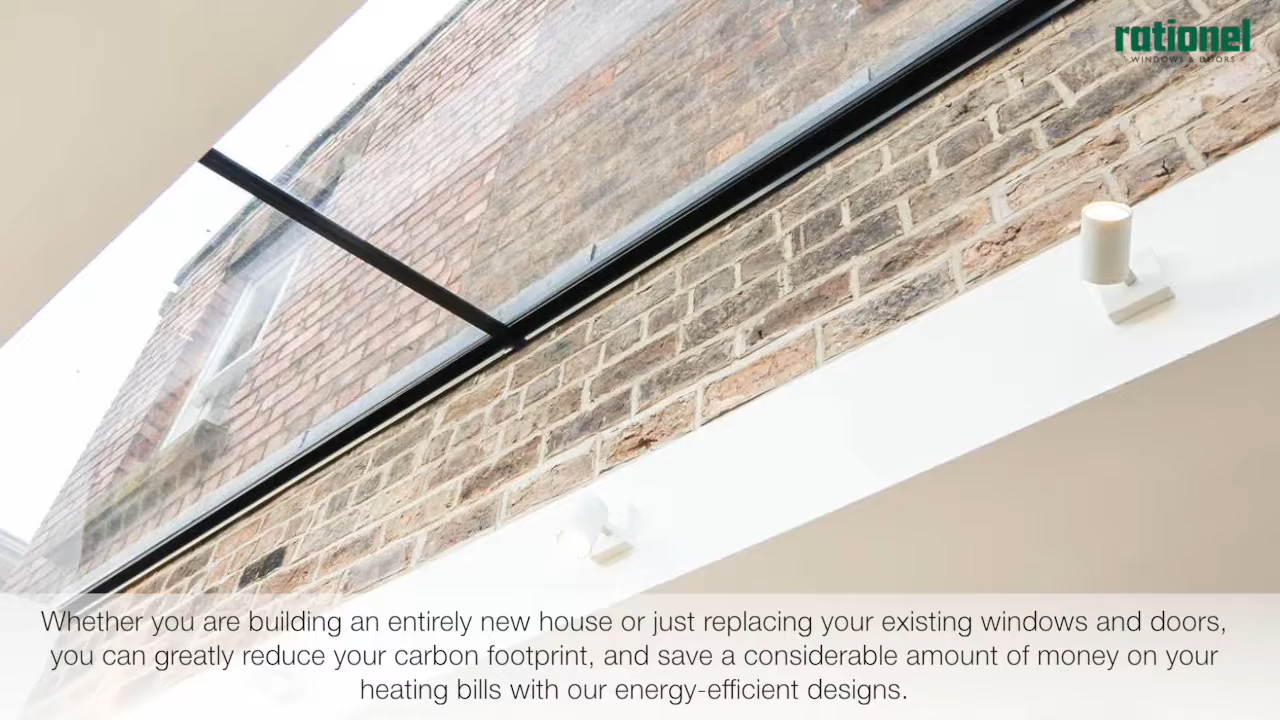 rationel
WINDOWS & DOORS
Whether you are building an entirely new house or just replacing your existing windows and doors,
you can greatly reduce your carbon footprint, and save a considerable amount of money on your
heating bills with our energy-efficient designs.